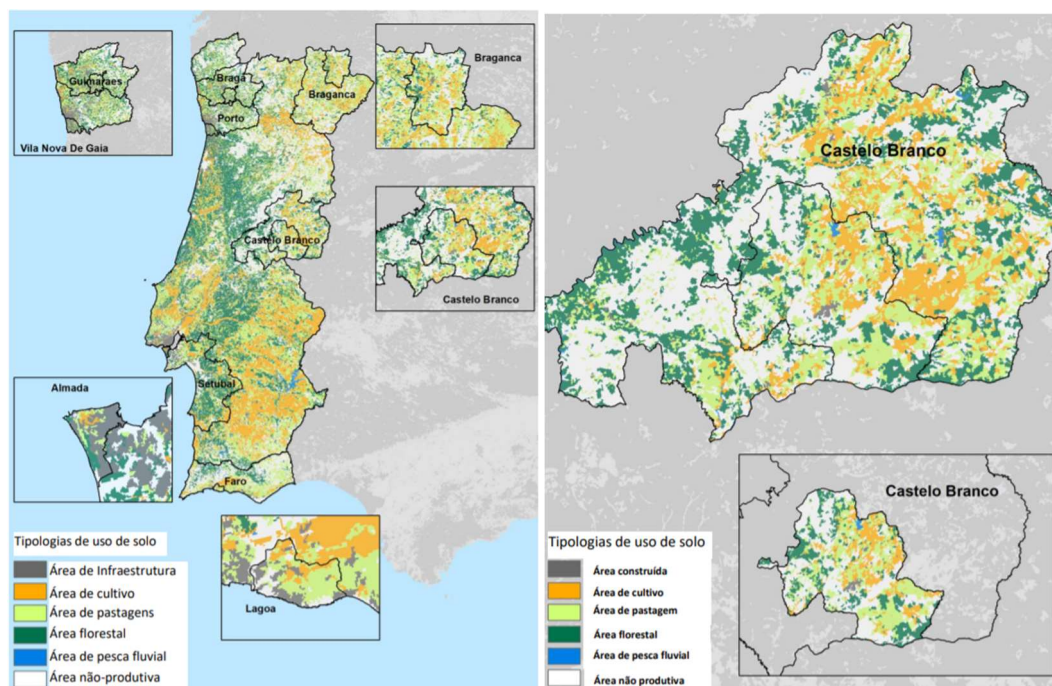 Guimaraes
Vila Nova De Gaia
Braga
Porto
Braganca
Braganca
Castelo Branco
Castelo Branco
Setubal
Almada
Faro
Lagoa
Tipologias de uso de solo
Área de Infraestrutura
Área de cultivo
Área de pastagens
Área florestal
Área de pesca fluvial
Área não-produtiva
Castelo Branco
Castelo Branco
Tipologias de uso de solo
Área construída
Área de cultivo
Área de pastagem
Área florestal
Área de pesca fluvial
Área não produtiva